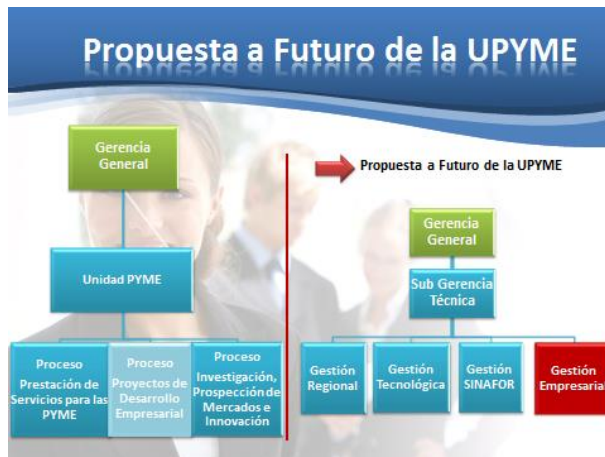 Propuesta a Futuro de la UPYME
Gerencia
General
Unidad PYME
Proceso
Prestación de
Servicios para las
PYME
Proceso
Proyectos de
Desarrollo
Empresarial
Proceso
Investigación,
Prospección de
Mercados e
Innovación
Propuesta a Futuro de la UPYME
Gerencia
General
Sub Gerencia
Técnica
Gestión
Regional
Gestión
Tecnológica
Gestión
SINAFOR
Gestión
Empresarial